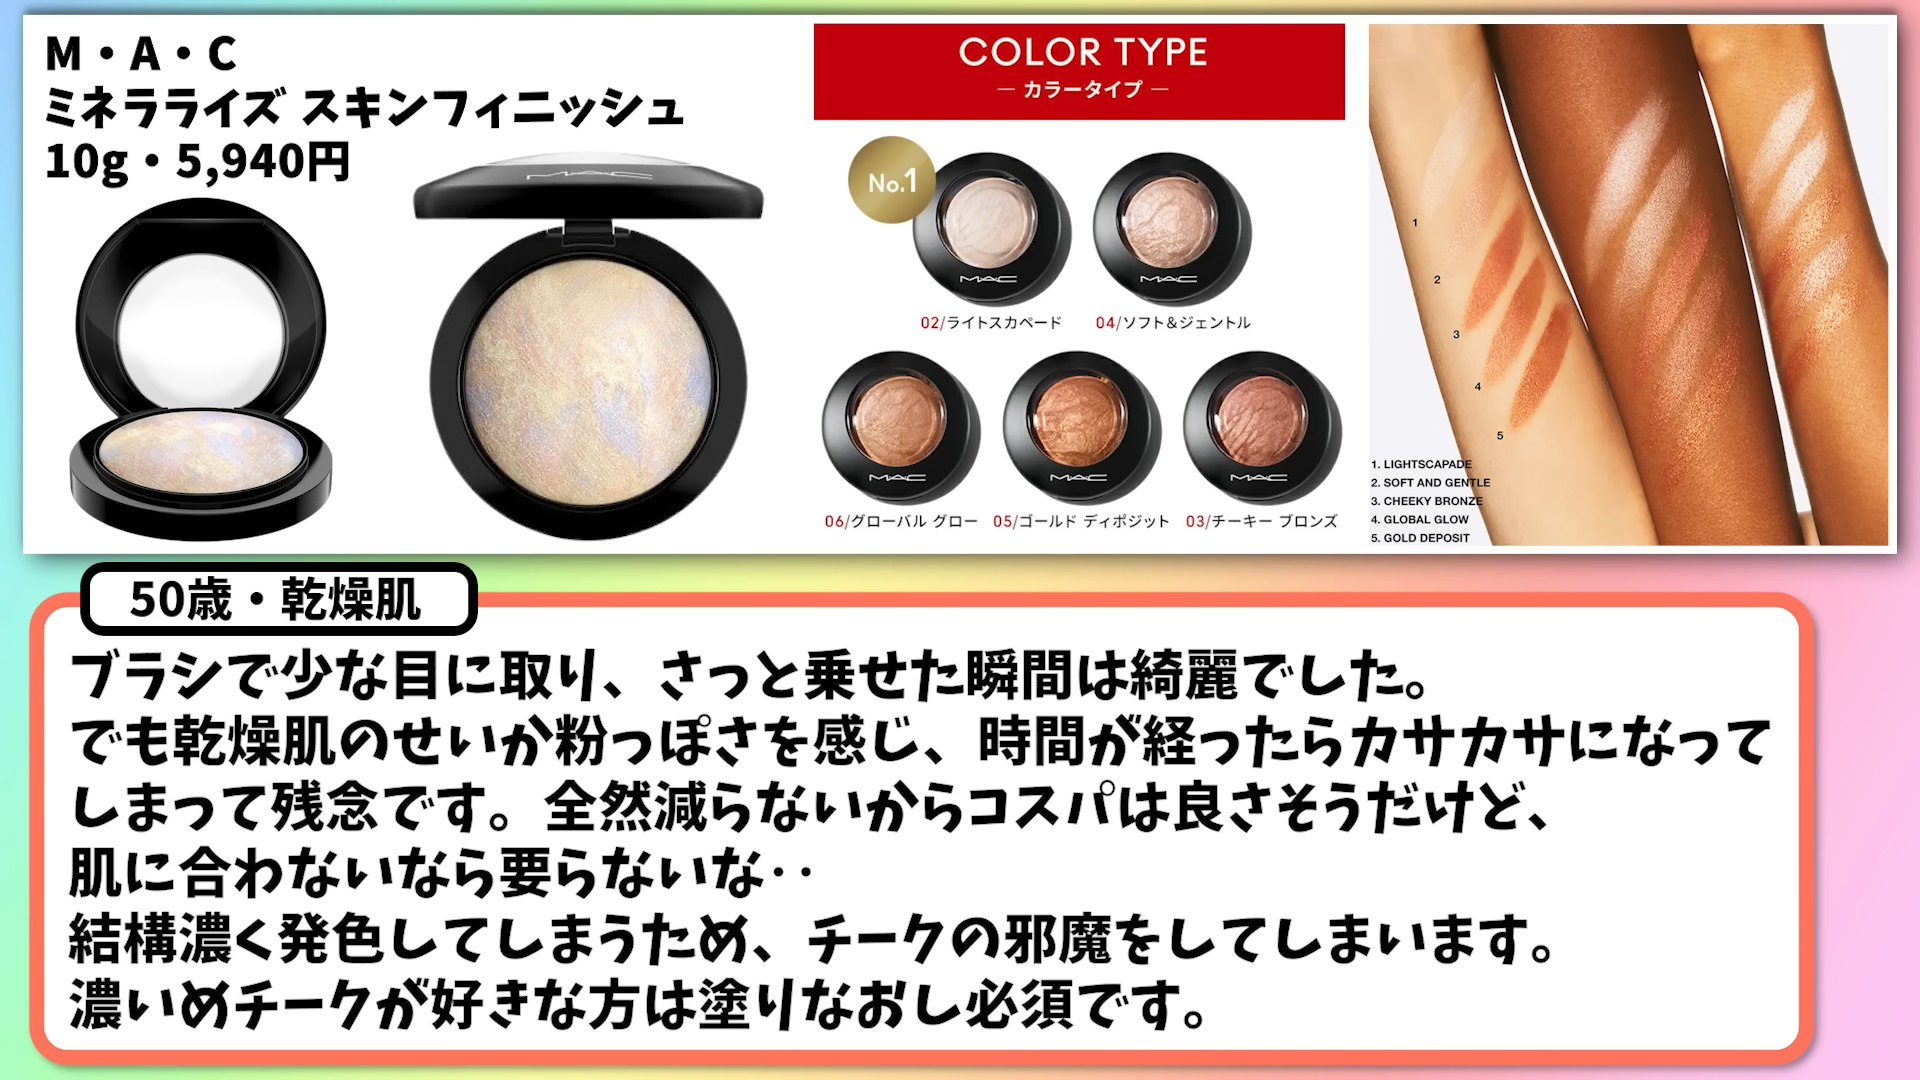 M・A・C
ミネラライズ スキンフィニッシュ
10g・5,940円
MAC
COLOR TYPE
― カラータイプ ―
No.1
MAC
MAC
02/ライトスカペード
04/ソフト&ジェントル
MAC
MAC
MAC
06/グローバル グロー
05/ゴールド ディポジット
03/チーキー ブロンズ
1
2
3
4
5
1. LIGHTSCAPADE
2. SOFT AND GENTLE
3. CHEEKY BRONZE
4. GLOBAL GLOW
5. GOLD DEPOSIT
50歳・乾燥肌
ブラシで少な目に取り、さっと乗せた瞬間は綺麗でした。
でも乾燥肌のせいか粉っぽさを感じ、時間が経ったらカサカサになって
しまって残念です。全然減らないからコスパは良さそうだけど、
肌に合わないなら要らないな‥
結構濃く発色してしまうため、チークの邪魔をしてしまいます。
濃いめチークが好きな方は塗りなおし必須です。